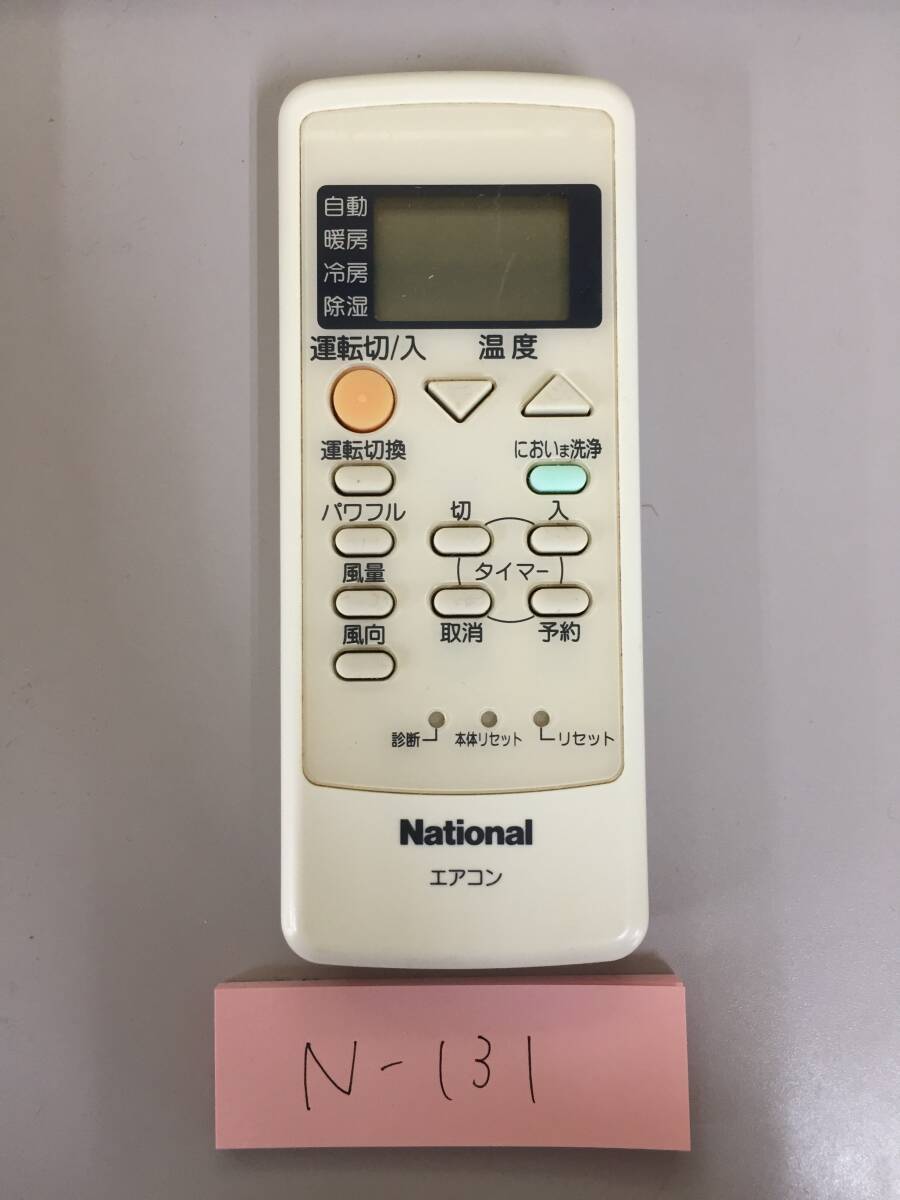 自動
暖房
冷房
除湿
運転切/入 温度
運転切換 においま洗浄
パワフル 切 入
風量 タイマー
風向 取消 予約
診断 本体リセット リセット
National
エアコン
N-131